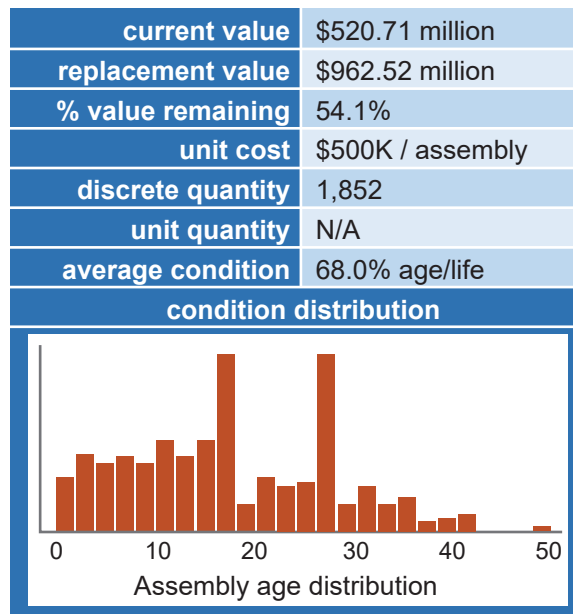 current value $520.71 million
replacement value $962.52 million
% value remaining 54.1%
unit cost $500K / assembly
discrete quantity 1,852
unit quantity N/A
average condition 68.0% age/life
condition distribution
0 10 20 30 40 50
Assembly age distribution